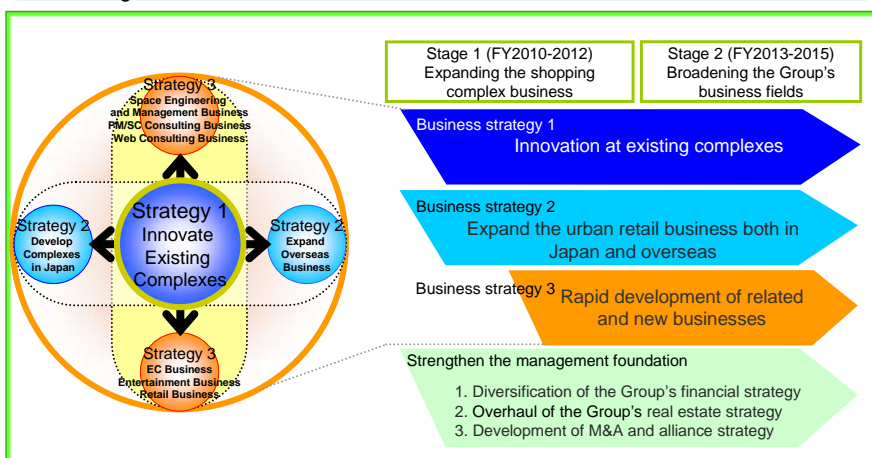 Strategy 3
Space Engineering
and Management Business
PM/SC Consulting Business
Web Consulting Business
Strategy 2
Develop
Complexes
in Japan
Strategy 1
Innovate
Existing
Complexes
Strategy 2
Expand
Overseas
Business
Strategy 3
EC Business
Entertainment Business
Retail Business
Stage 1 (FY2010-2012)
Expanding the shopping
complex business
Stage 2 (FY2013-2015)
Broadening the Group's
business fields
Business strategy 1
Innovation at existing complexes
Business strategy 2
Expand the urban retail business both in
Japan and overseas
Business strategy 3
Rapid development of related
and new businesses
Strengthen the management foundation
1. Diversification of the Group's financial strategy
2. Overhaul of the Group's real estate strategy
3. Development of M&A and alliance strategy